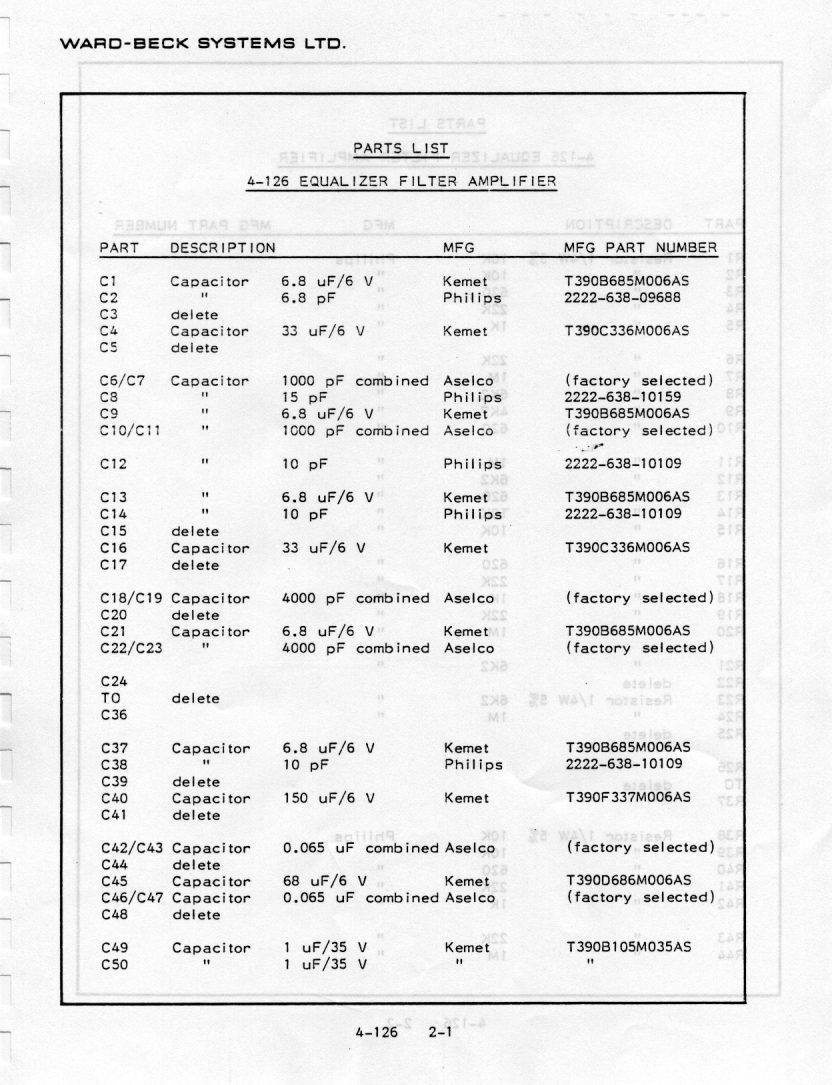 WARD-BECK SYSTEMS LTD.
PARTS LIST
4-126 EQUALIZER FILTER AMPLIFIER
PART DESCRIPTION MFG MFG PART NUMBER
C1 Capacitor 6.8 uF/6 V Kemet T390B685M006AS
C2 " 6.8 pF Philips 2222-638-09688
C3 delete
C4 Capacitor 33 uF/6 V Kemet T390C336M006AS
C5 delete
C6/C7 Capacitor 1000 pF combined Aselco (factory selected)
C8 " 15 pF Philips 2222-638-10159
C9 " 6.8 uF/6 V Kemet T390B685M006AS
C10/C11 " 1000 pF combined Aselco (factory selected)
C12 " 10 pF Philips 2222-638-10109
C13 " 6.8 uF/6 V Kemet T390B685M006AS
C14 " 10 pF Philips 2222-638-10109
C15 delete
C16 Capacitor 33 uF/6 V Kemet T390C336M006AS
C17 delete
C18/C19 Capacitor 4000 pF combined Aselco (factory selected)
C20 delete
C21 Capacitor 6.8 uF/6 V Kemet T390B685M006AS
C22/C23 " 4000 pF combined Aselco (factory selected)
C24
TO delete
C36
C37 Capacitor 6.8 uF/6 V Kemet T390B685M006AS
C38 " 10 pF Philips 2222-638-10109
C39 delete
C40 Capacitor 150 uF/6 V Kemet T390F337M006AS
C41 delete
C42/C43 Capacitor 0.065 uF combined Aselco (factory selected)
C44 delete
C45 Capacitor 68 uF/6 V Kemet T390D686M006AS
C46/C47 Capacitor 0.065 uF combined Aselco (factory selected)
C48 delete
C49 Capacitor 1 uF/35 V Kemet T390B105M035AS
C50 " 1 uF/35 V " "
4-126 2-1